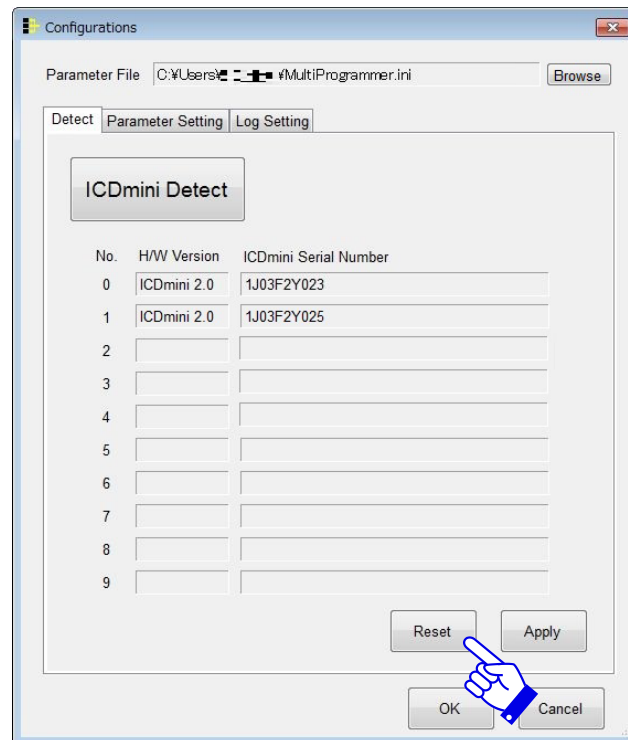 Configurations
Parameter File C:¥Users¥ ¥MultiProgrammer.ini Browse
Detect Parameter Setting Log Setting
ICDmini Detect
No. H/W Version ICDmini Serial Number
0 ICDmini 2.0 1J03F2Y023
1 ICDmini 2.0 1J03F2Y025
2
3
4
5
6
7
8
9
Reset Apply
OK Cancel